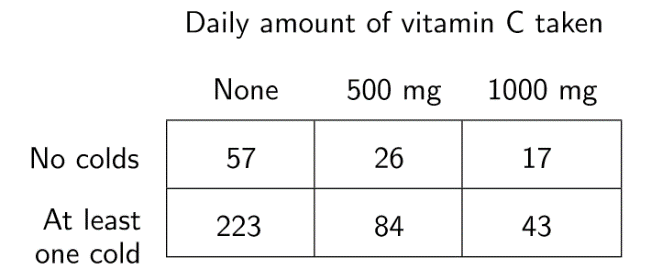 Daily amount of vitamin C taken
None 500 mg 1000 mg
No colds 57 26 17
At least
one cold 223 84 43